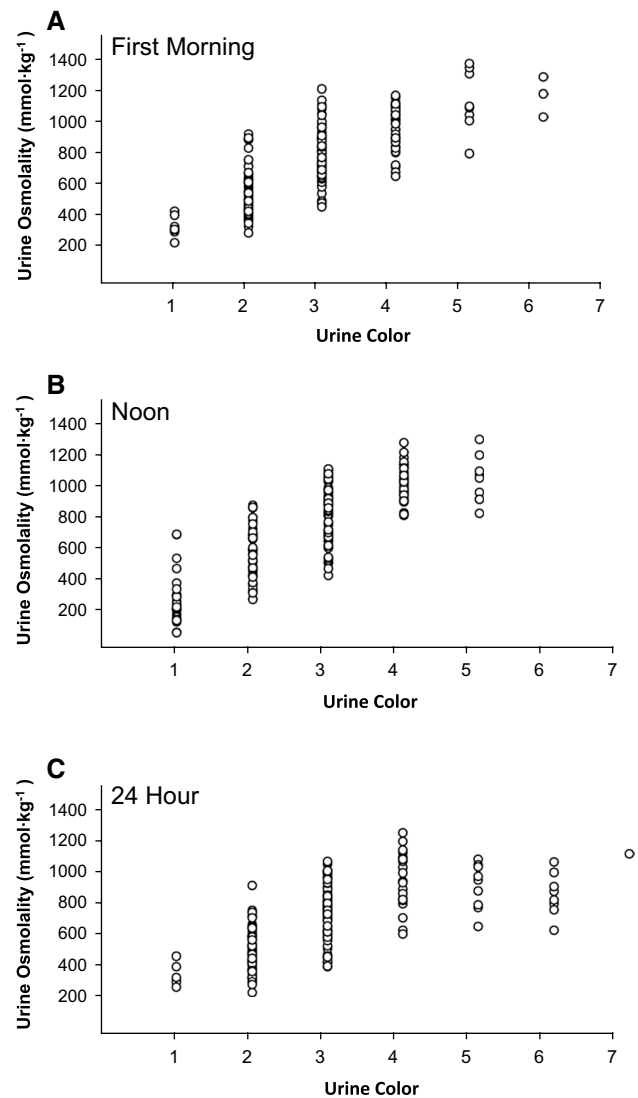 A
First Morning
Urine Osmolality (mmol·kg⁻¹ )
1400
1200
1000
800
600
400
200
1 2 3 4 5 6 7
Urine Color
B
Noon
Urine Osmolality (mmol·kg⁻¹ )
1400
1200
1000
800
600
400
200
1 2 3 4 5 6 7
Urine Color
C
24 Hour
Urine Osmolality (mmol·kg⁻¹ )
1400
1200
1000
800
600
400
200
1 2 3 4 5 6 7
Urine Color